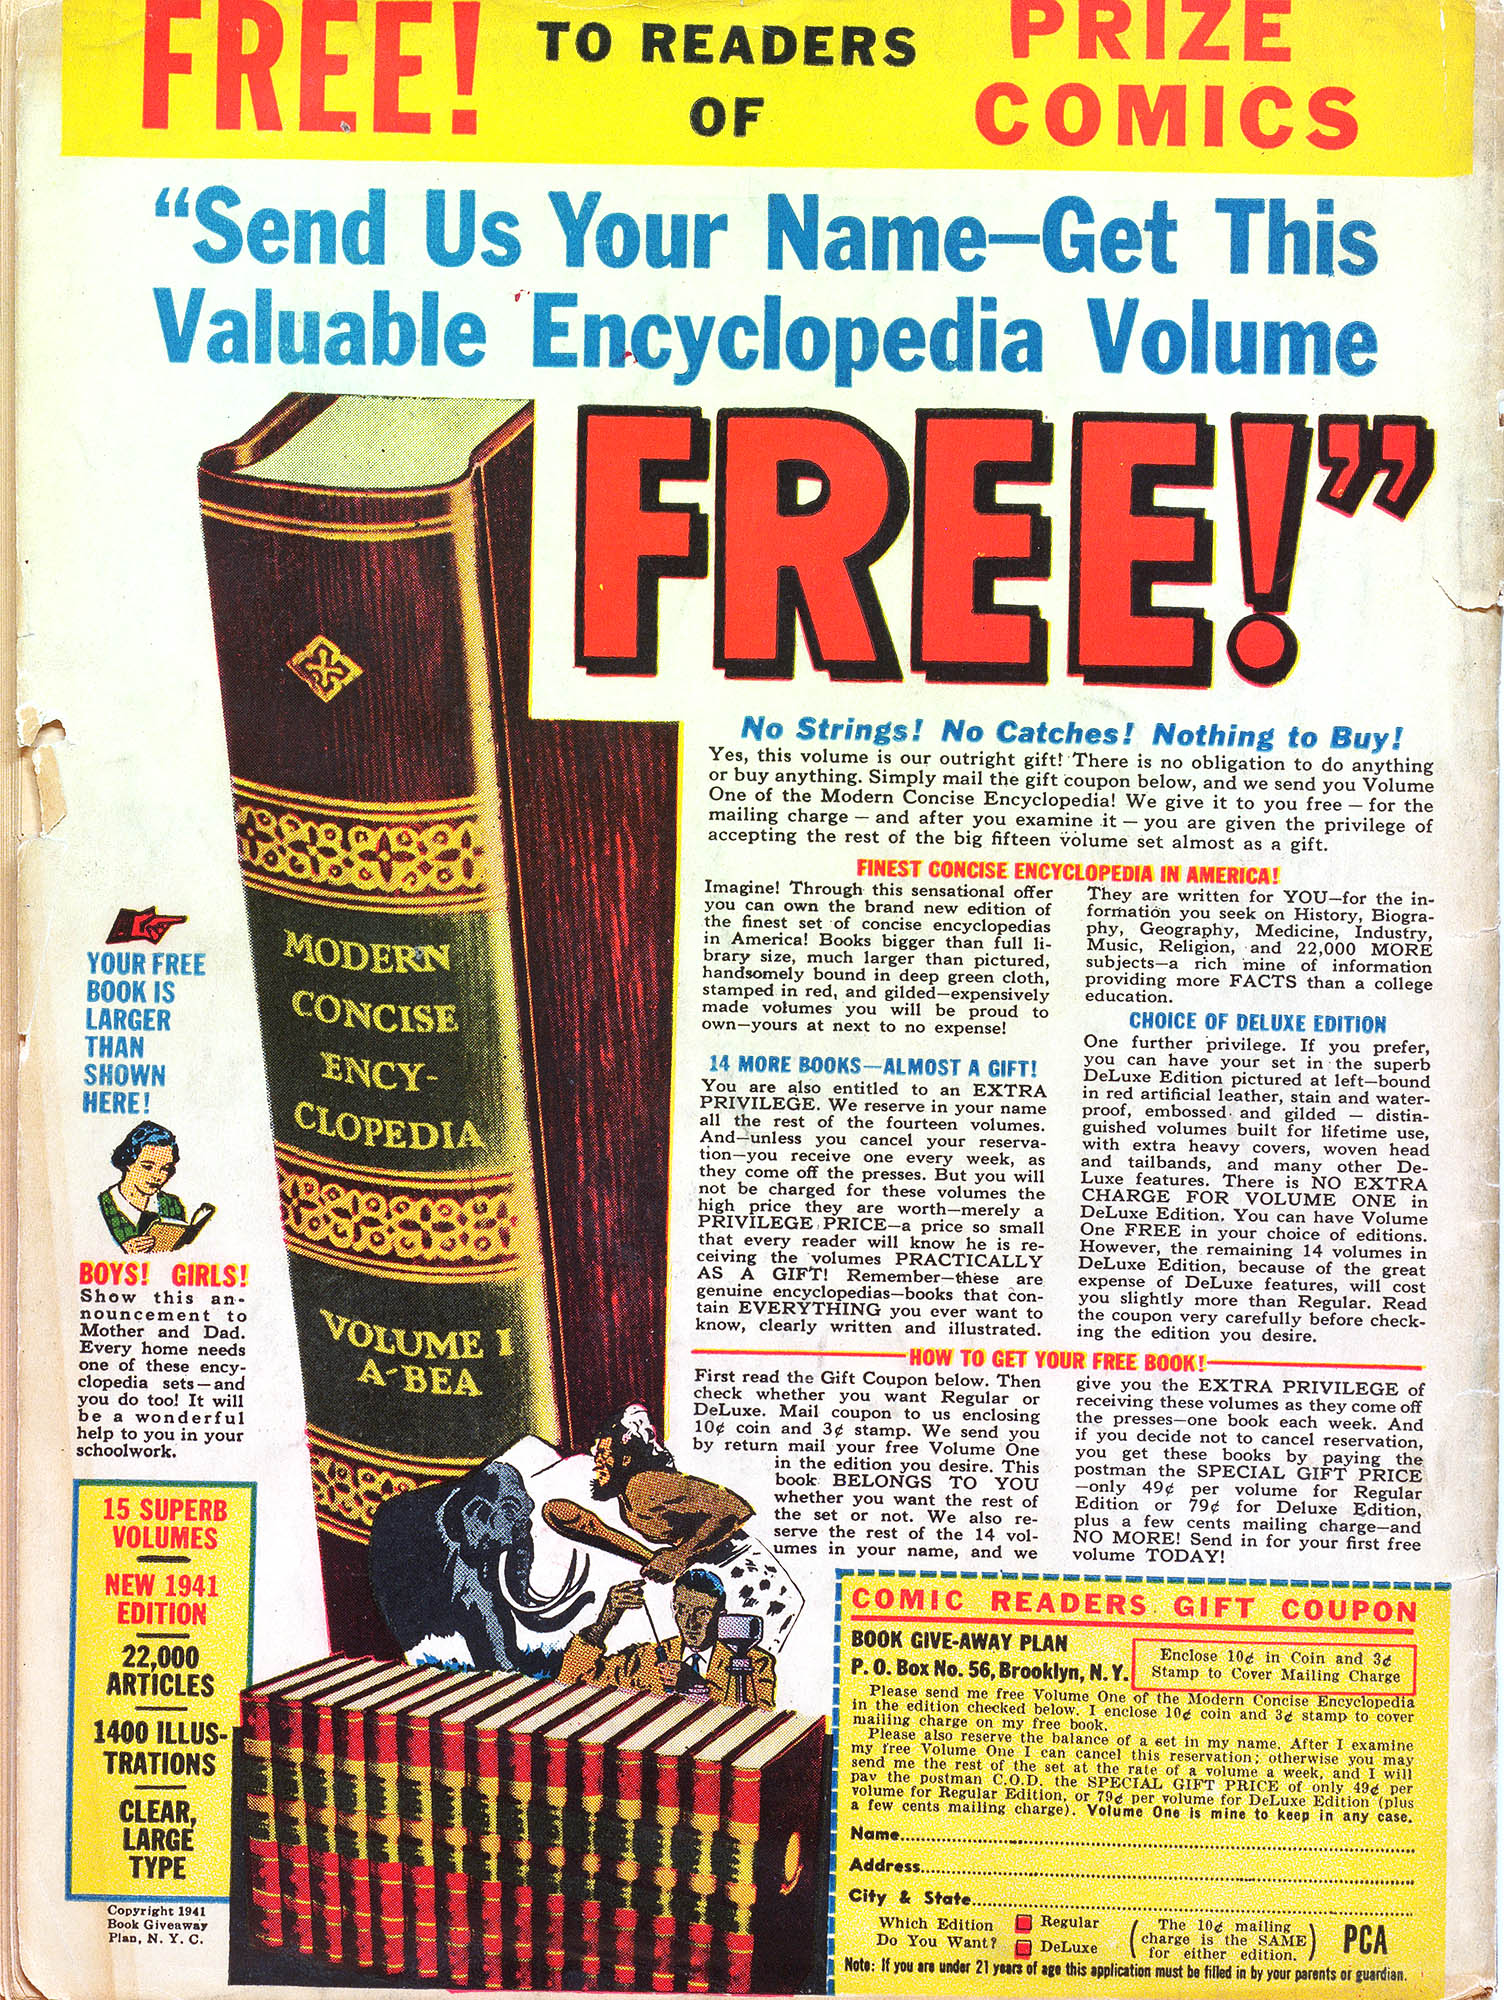 FREE! TO READERS OF PRIZE COMICS
“Send Us Your Name—Get This
Valuable Encyclopedia Volume
FREE!”
MODERN
CONCISE
ENCY-
CLOPEDIA
VOLUME I
A-BEA
No Strings! No Catches! Nothing to Buy!
Yes, this volume is our outright gift! There is no obligation to do anything
or buy anything. Simply mail the gift coupon below, and we send you Volume
One of the Modern Concise Encyclopedia! We give it to you free — for the
mailing charge — and after you examine it — you are given the privilege of
accepting the rest of the big fifteen volume set almost as a gift.
FINEST CONCISE ENCYCLOPEDIA IN AMERICA!
Imagine! Through this sensational offer
you can own the brand new edition of
the finest set of concise encyclopedias
in America! Books bigger than full li-
brary size, much larger than pictured,
handsomely bound in deep green cloth,
stamped in red, and gilded—expensively
made volumes you will be proud to
own—yours at next to no expense!
14 MORE BOOKS—ALMOST A GIFT!
You are also entitled to an EXTRA
PRIVILEGE. We reserve in your name
all the rest of the fourteen volumes.
And—unless you cancel your reserva-
tion—you receive one every week, as
they come off the presses. But you will
not be charged for these volumes the
high price they are worth—merely a
PRIVILEGE PRICE—a price so small
that every reader will know he is re-
ceiving the volumes PRACTICALLY
AS A GIFT! Remember—these are
genuine encyclopedias—books that con-
tain EVERYTHING you ever want to
know, clearly written and illustrated.
They are written for YOU—for the in-
formation you seek on History, Biogra-
phy, Geography, Medicine, Industry,
Music, Religion, and 22,000 MORE
subjects—a rich mine of information
providing more FACTS than a college
education.
CHOICE OF DELUXE EDITION
One further privilege. If you prefer,
you can have your set in the superb
DeLuxe Edition pictured at left—bound
in red artificial leather, stain and water-
proof, embossed and gilded — distin-
guished volumes built for lifetime use,
with extra heavy covers, woven head
and tailbands, and many other De-
Luxe features. There is NO EXTRA
CHARGE FOR VOLUME ONE in
DeLuxe Edition. You can have Volume
One FREE in your choice of editions.
However, the remaining 14 volumes in
DeLuxe Edition, because of the great
expense of DeLuxe features, will cost
you slightly more than Regular. Read
the coupon very carefully before check-
ing the edition you desire.
HOW TO GET YOUR FREE BOOK!
First read the Gift Coupon below. Then
check whether you want Regular or
DeLuxe. Mail coupon to us enclosing
10¢ coin and 3¢ stamp. We send you
by return mail your free Volume One
in the edition you desire. This
book BELONGS TO YOU
whether you want the rest of
the set or not. We also re-
serve the rest of the 14 vol-
umes in your name, and we
give you the EXTRA PRIVILEGE of
receiving these volumes as they come off
the presses—one book each week. And
if you decide not to cancel reservation,
you get these books by paying the
postman the SPECIAL GIFT PRICE
—only 49¢ per volume for Regular
Edition or 79¢ for Deluxe Edition,
plus a few cents mailing charge—and
NO MORE! Send in for your first free
volume TODAY!
YOUR FREE
BOOK IS
LARGER
THAN
SHOWN
HERE!
BOYS! GIRLS!
Show this an-
nouncement to
Mother and Dad.
Every home needs
one of these ency-
clopedia sets—and
you do too! It will
be a wonderful
help to you in your
schoolwork.
15 SUPERB
VOLUMES
NEW 1941
EDITION
22,000
ARTICLES
1400 ILLUS-
TRATIONS
CLEAR,
LARGE
TYPE
Copyright 1941
Book Giveaway
Plan, N. Y. C.
COMIC READERS GIFT COUPON
BOOK GIVE-AWAY PLAN
P. O. Box No. 56, Brooklyn, N. Y.
Enclose 10¢ in Coin and 3¢
Stamp to Cover Mailing Charge
Please send me free Volume One of the Modern Concise Encyclopedia
in the edition checked below. I enclose 10¢ coin and 3¢ stamp to cover
mailing charge on my free book.
Please also reserve the balance of a set in my name. After I examine
my free Volume One I can cancel this reservation; otherwise you may
send me the rest of the set at the rate of a volume a week, and I will
pay the postman C.O.D. the SPECIAL GIFT PRICE of only 49¢ per
volume for Regular Edition, or 79¢ per volume for DeLuxe Edition (plus
a few cents mailing charge). Volume One is mine to keep in any case.
Name
Address
City & State
Which Edition
Do You Want?
Regular
DeLuxe
(The 10¢ mailing
charge is the SAME
for either edition.)
PCA
Note: If you are under 21 years of age this application must be filled in by your parents or guardian.